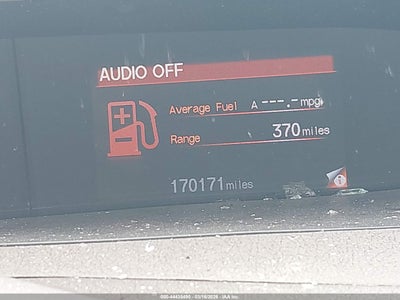 AUDIO OFF
Average Fuel A ---.- mpg
Range 370 miles
170171 miles